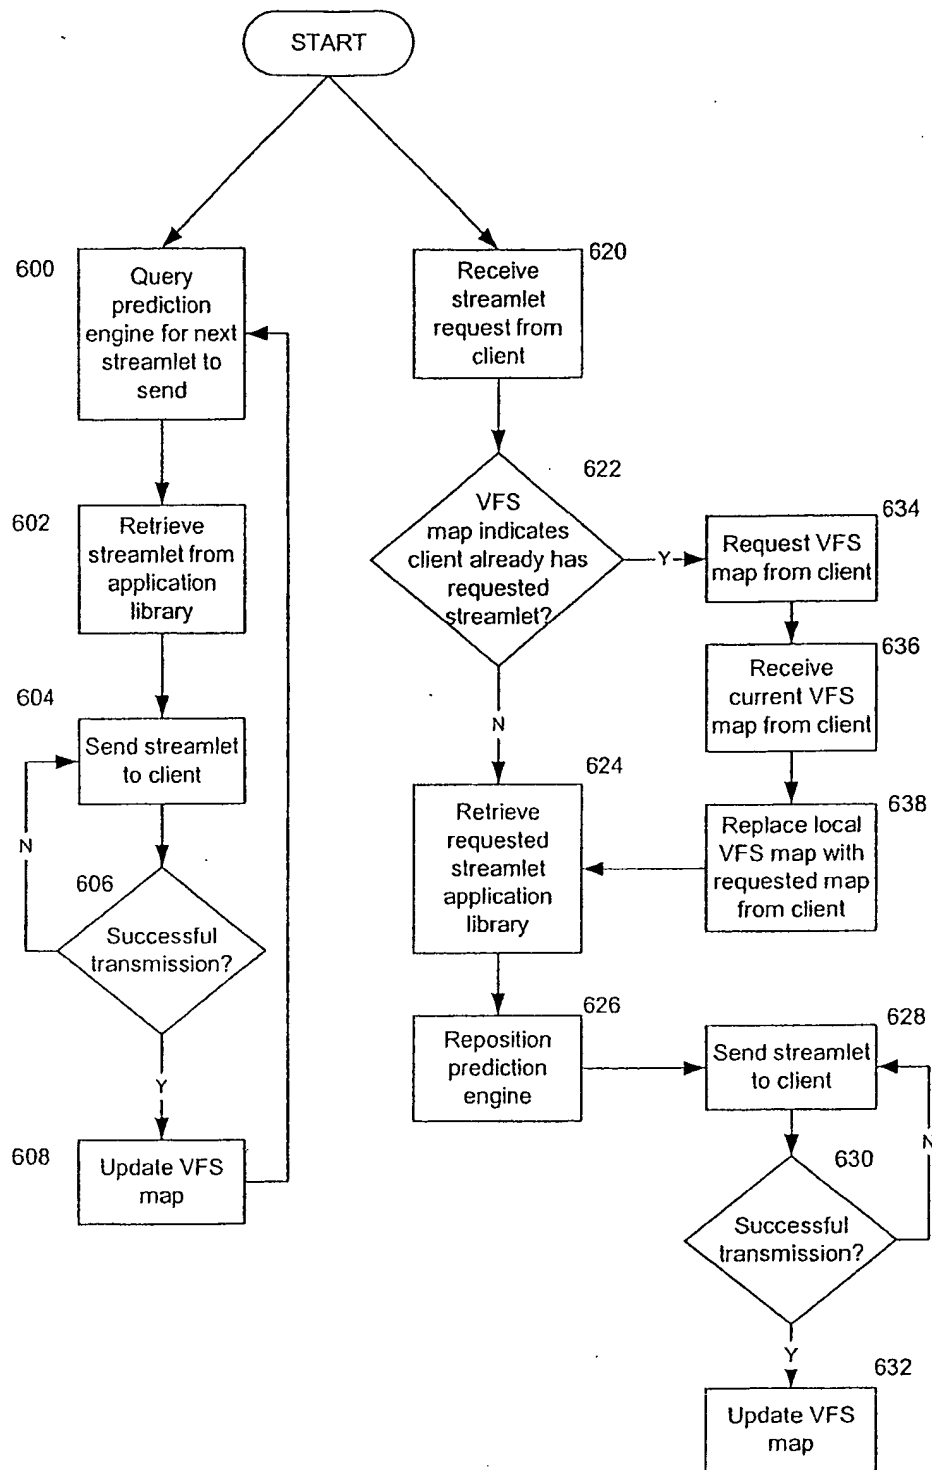 START
600
Query
prediction
engine for next
streamlet to
send
602
Retrieve
streamlet from
application
library
604
Send streamlet
to client
N
606
Successful
transmission?
Y
608
Update VFS
map
620
Receive
streamlet
request from
client
622
VFS
map indicates
client already has
requested
streamlet?
Y
N
634
Request VFS
map from client
636
Receive
current VFS
map from client
638
Replace local
VFS map with
requested map
from client
624
Retrieve
requested
streamlet
application
library
626
Reposition
prediction
engine
628
Send streamlet
to client
N
630
Successful
transmission?
Y
632
Update VFS
map